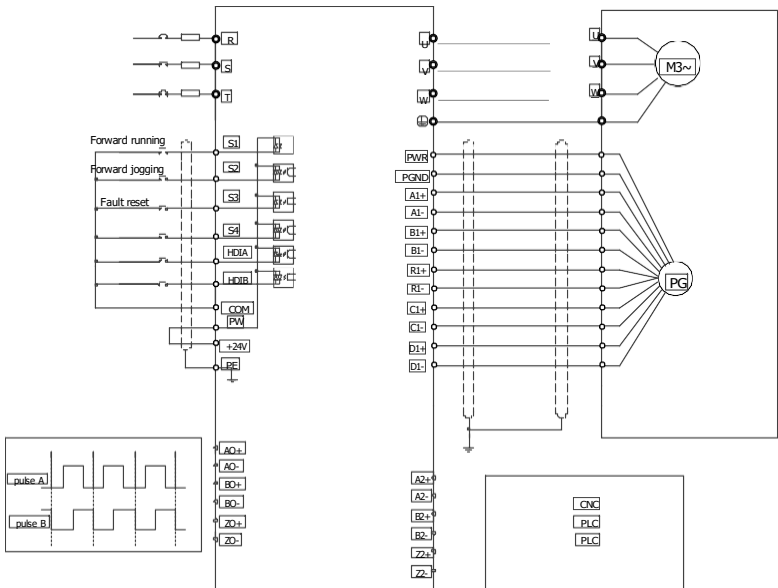 R
S
T
U
V
W
U
V
W
M3~
Forward running
Forward jogging
Fault reset
S1
S2
S3
S4
HDIA
HDIB
COM
PW
+24V
PE
PWR
PGND
A1+
A1-
B1+
B1-
R1+
R1-
C1+
C1-
D1+
D1-
PG
pulse A
pulse B
AO+
AO-
BO+
BO-
ZO+
ZO-
A2+
A2-
B2+
B2-
Z2+
Z2-
CNC
PLC
PLC